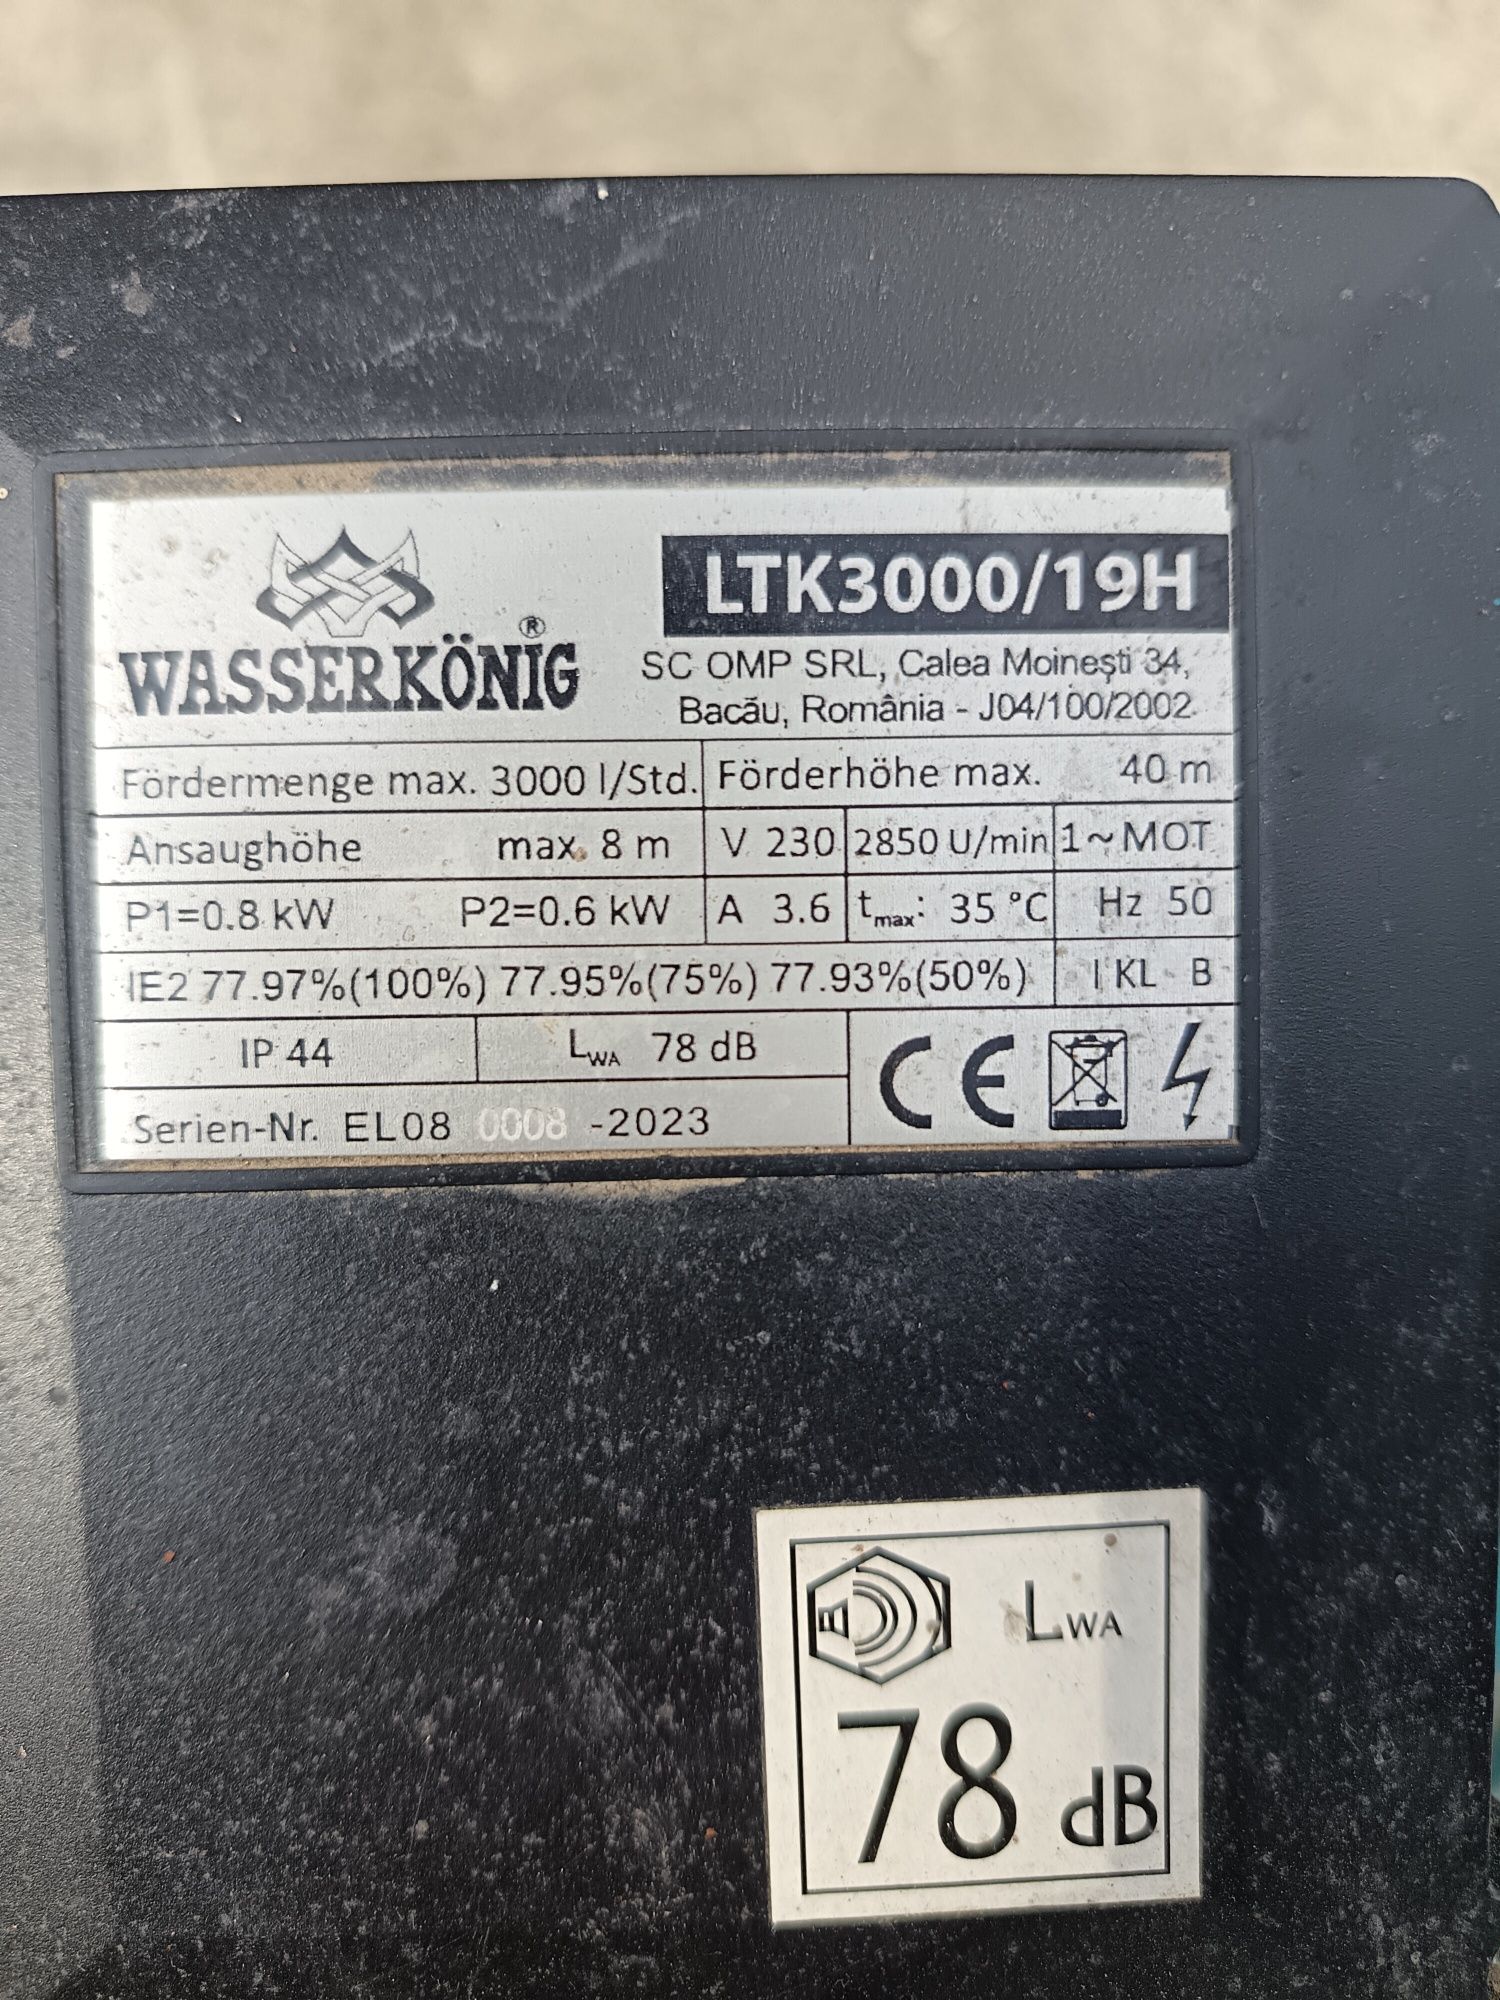 LTK3000/19H
WASSERKÖNIG®
SC OMP SRL, Calea Moinești 34,
Bacău, România - J04/100/2002
Fördermenge max. 3000 l/Std. Förderhöhe max. 40 m
Ansaughöhe max. 8 m V 230 2850 U/min 1~MOT
P1=0.8 kW P2=0.6 kW A 3.6 tmax: 35 °C Hz 50
IE2 77.97%(100%) 77.95%(75%) 77.93%(50%) I KL B
IP 44 LWA 78 dB CE
Serien-Nr. EL08 0008 -2023
LWA
78 dB